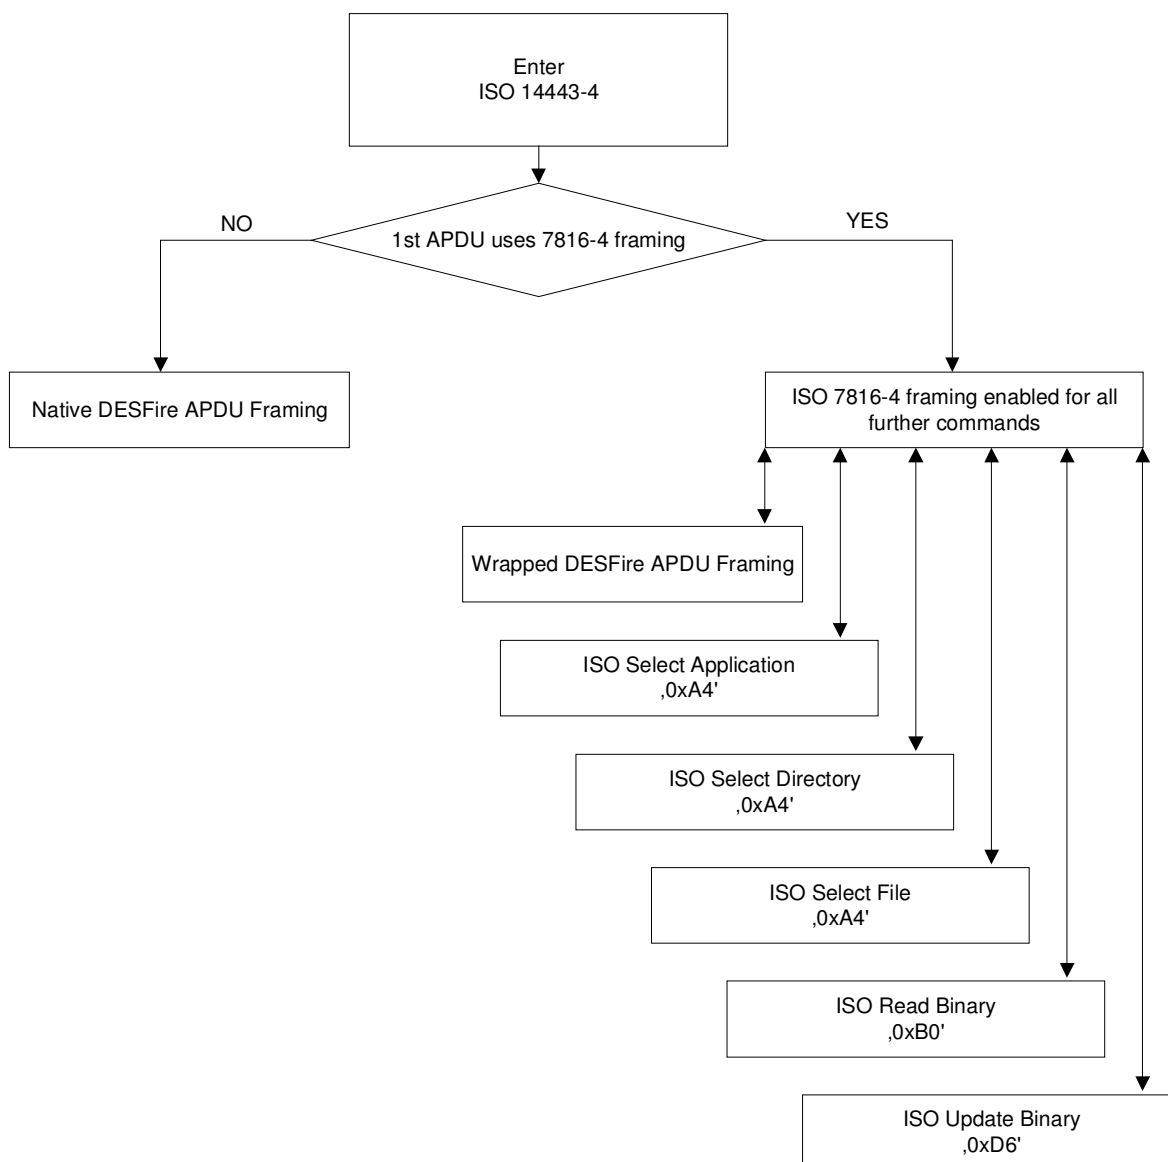 Enter
ISO 14443-4
NO
YES
1st APDU uses 7816-4 framing
Native DESFire APDU Framing
ISO 7816-4 framing enabled for all
further commands
Wrapped DESFire APDU Framing
ISO Select Application
‚0xA4'
ISO Select Directory
‚0xA4'
ISO Select File
‚0xA4'
ISO Read Binary
‚0xB0'
ISO Update Binary
‚0xD6'